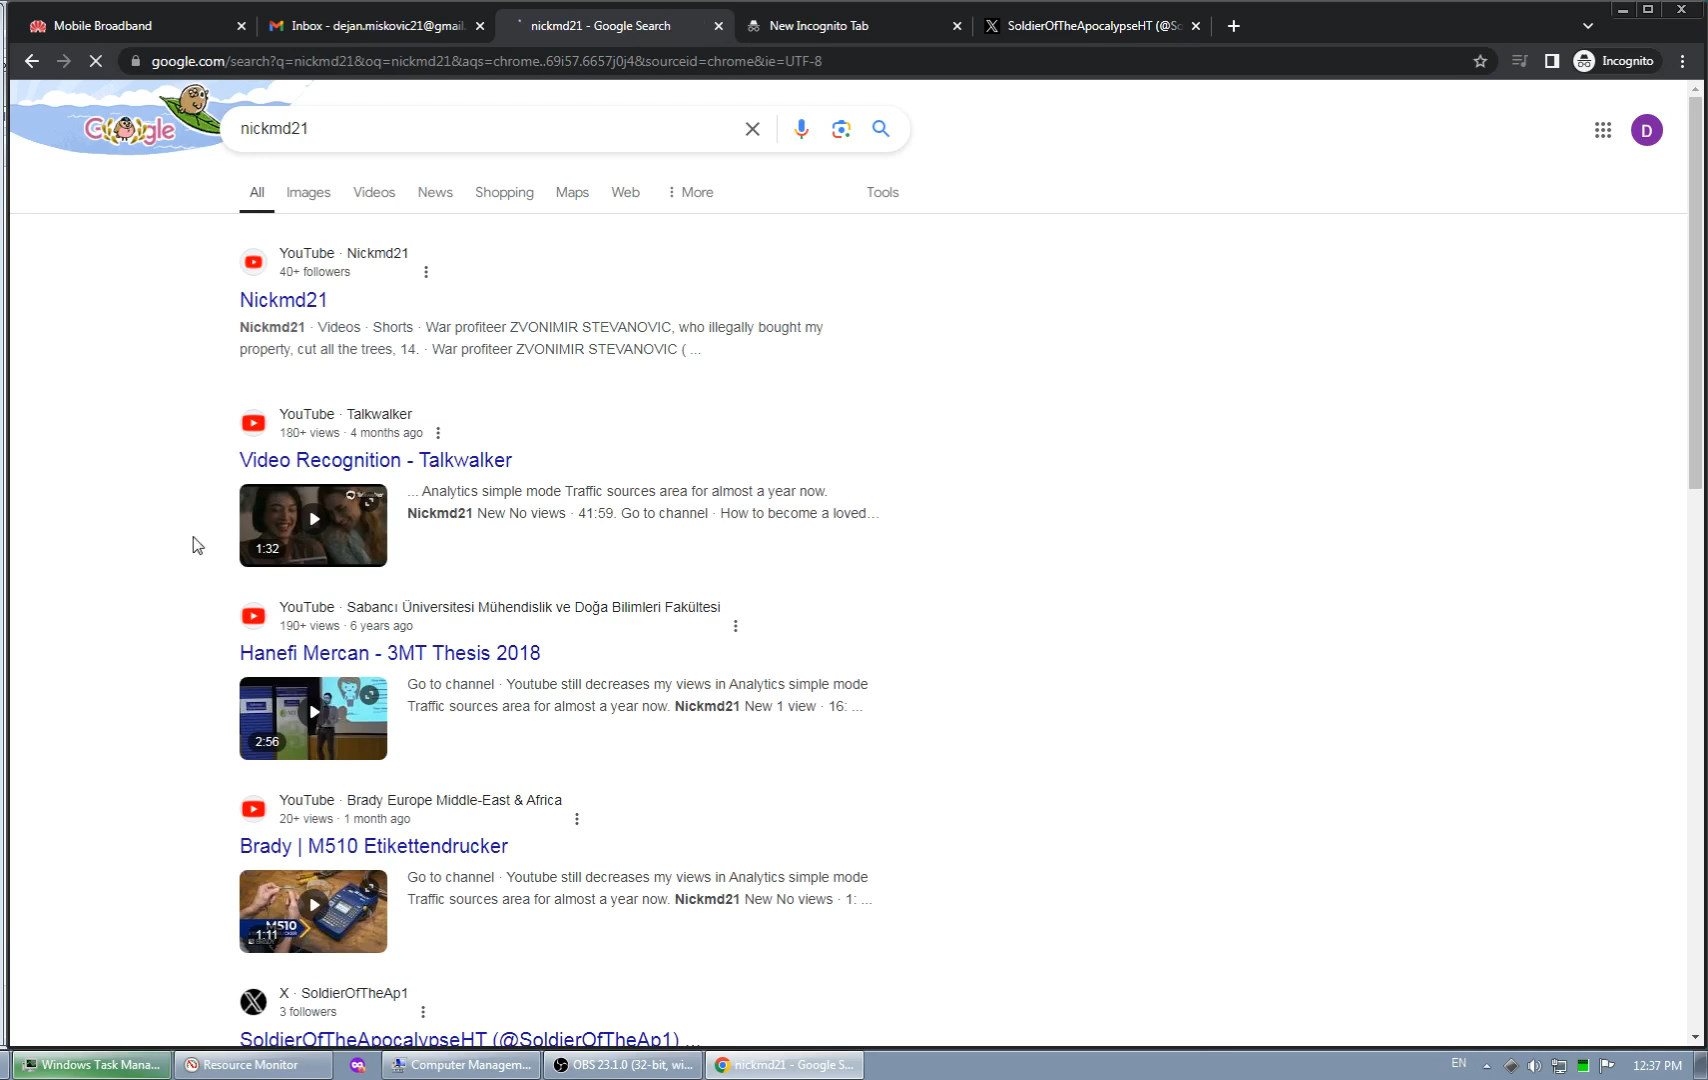 Mobile Broadband
Inbox - dejan.miskovic21@gmail.
nickmd21 - Google Search
New Incognito Tab
SoldierOfTheApocalypseHT (@So
google.com/search?q=nickmd21&oq=nickmd21&aqs=chrome..69i57.6657j0j4&sourceid=chrome&ie=UTF-8
Incognito
Google
nickmd21
D
All
Images
Videos
News
Shopping
Maps
Web
More
Tools
YouTube · Nickmd21
40+ followers
Nickmd21
Nickmd21 · Videos · Shorts · War profiteer ZVONIMIR STEVANOVIC, who illegally bought my
property, cut all the trees, 14. · War profiteer ZVONIMIR STEVANOVIC ( ...
YouTube · Talkwalker
180+ views · 4 months ago
Video Recognition - Talkwalker
... Analytics simple mode Traffic sources area for almost a year now.
Nickmd21 New No views · 41:59. Go to channel · How to become a loved...
1:32
YouTube · Sabancı Üniversitesi Mühendislik ve Doğa Bilimleri Fakültesi
190+ views · 6 years ago
Hanefi Mercan - 3MT Thesis 2018
Go to channel · Youtube still decreases my views in Analytics simple mode
Traffic sources area for almost a year now. Nickmd21 New 1 view · 16: ...
2:56
YouTube · Brady Europe Middle-East & Africa
20+ views · 1 month ago
Brady | M510 Etikettendrucker
Go to channel · Youtube still decreases my views in Analytics simple mode
Traffic sources area for almost a year now. Nickmd21 New No views · 1: ...
M510
1:11
X · SoldierOfTheAp1
3 followers
SoldierOfTheApocalypseHT (@SoldierOfTheAp1) ...
Windows Task Mana...
Resource Monitor
Computer Managem...
OBS 23.1.0 (32-bit, wi...
nickmd21 - Google S...
EN
12:37 PM